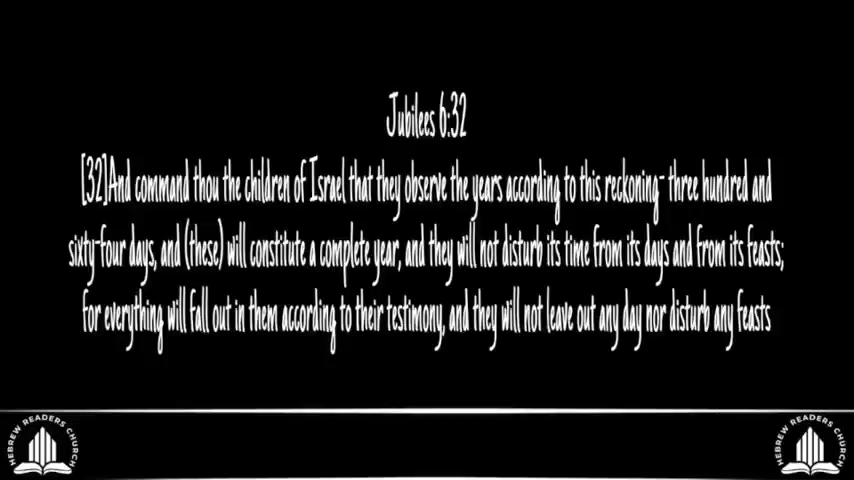 Jubilees 6:32
[32]And command thou the children of Israel that they observe the years according to this reckoning- three hundred and
sixty-four days, and (these) will constitute a complete year, and they will not disturb its time from its days and from its feasts;
for everything will fall out in them according to their testimony, and they will not leave out any day nor disturb any feasts
HEBREW READERS CHURCH
HEBREW READERS CHURCH